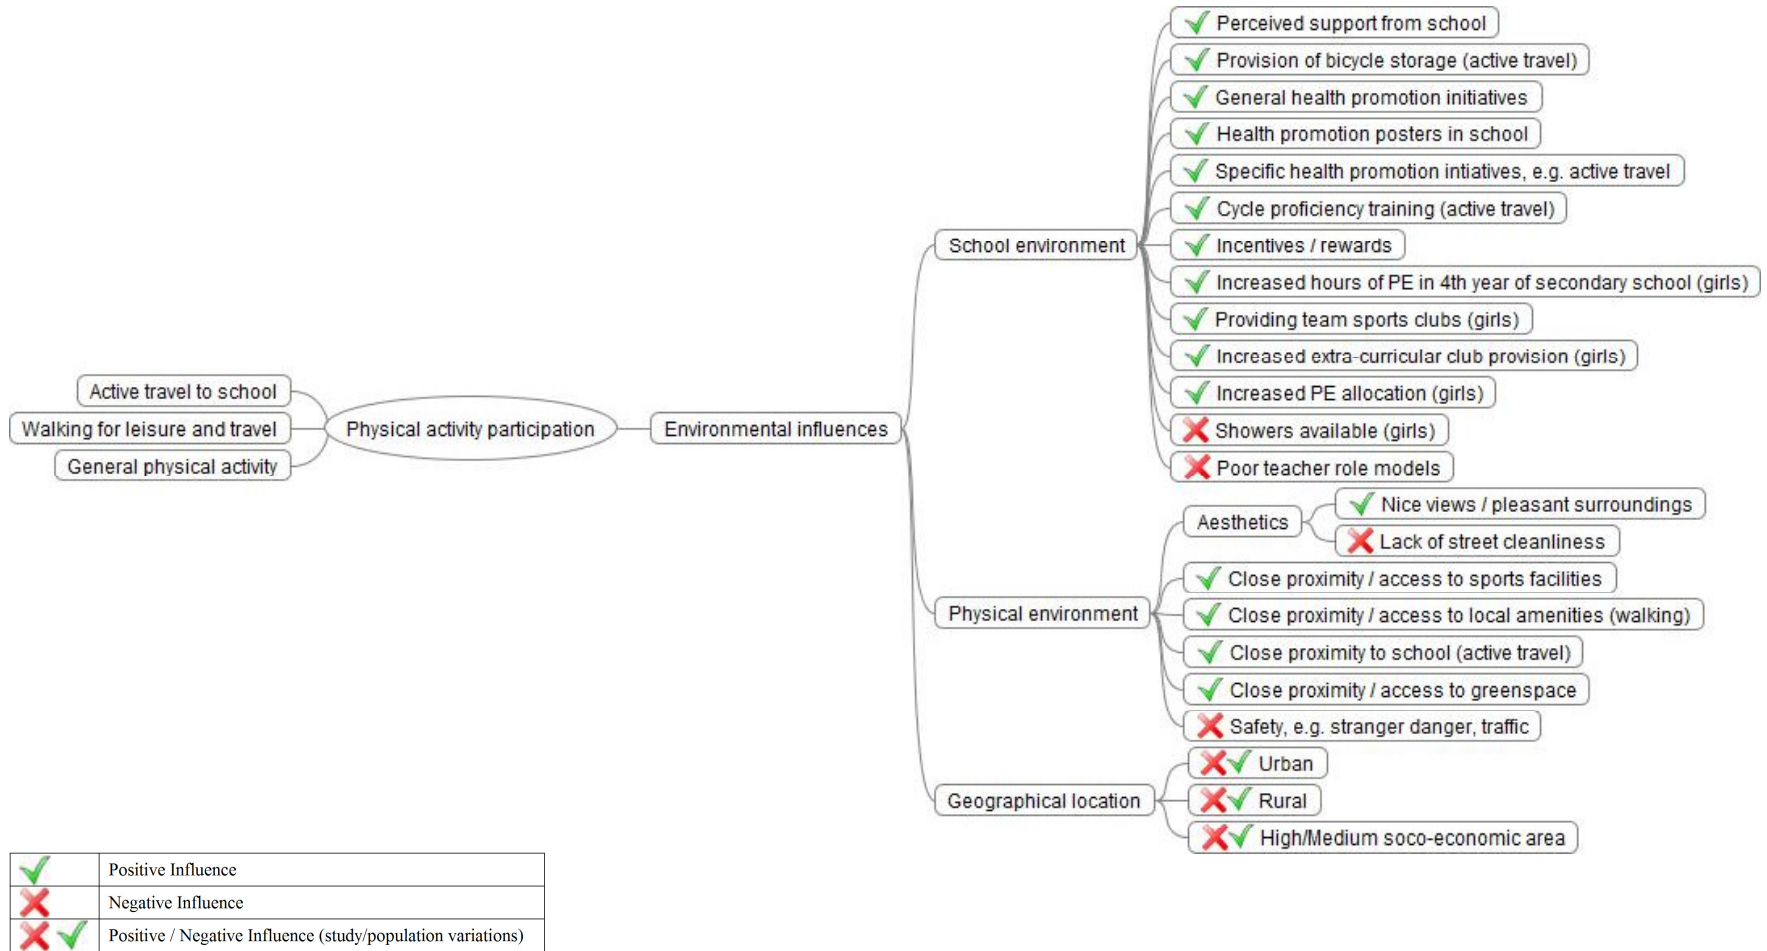 Perceived support from school
Provision of bicycle storage (active travel)
General health promotion initiatives
Health promotion posters in school
Specific health promotion intiatives, e.g. active travel
Cycle proficiency training (active travel)
School environment
Incentives / rewards
Increased hours of PE in 4th year of secondary school (girls)
Providing team sports clubs (girls)
Increased extra-curricular club provision (girls)
Increased PE allocation (girls)
Showers available (girls)
Poor teacher role models
Active travel to school
Walking for leisure and travel
General physical activity
Physical activity participation
Environmental influences
Aesthetics
Nice views / pleasant surroundings
Lack of street cleanliness
Close proximity / access to sports facilities
Physical environment
Close proximity / access to local amenities (walking)
Close proximity to school (active travel)
Close proximity / access to greenspace
Safety, e.g. stranger danger, traffic
Urban
Geographical location
Rural
High/Medium soco-economic area
Positive Influence
Negative Influence
Positive / Negative Influence (study/population variations)